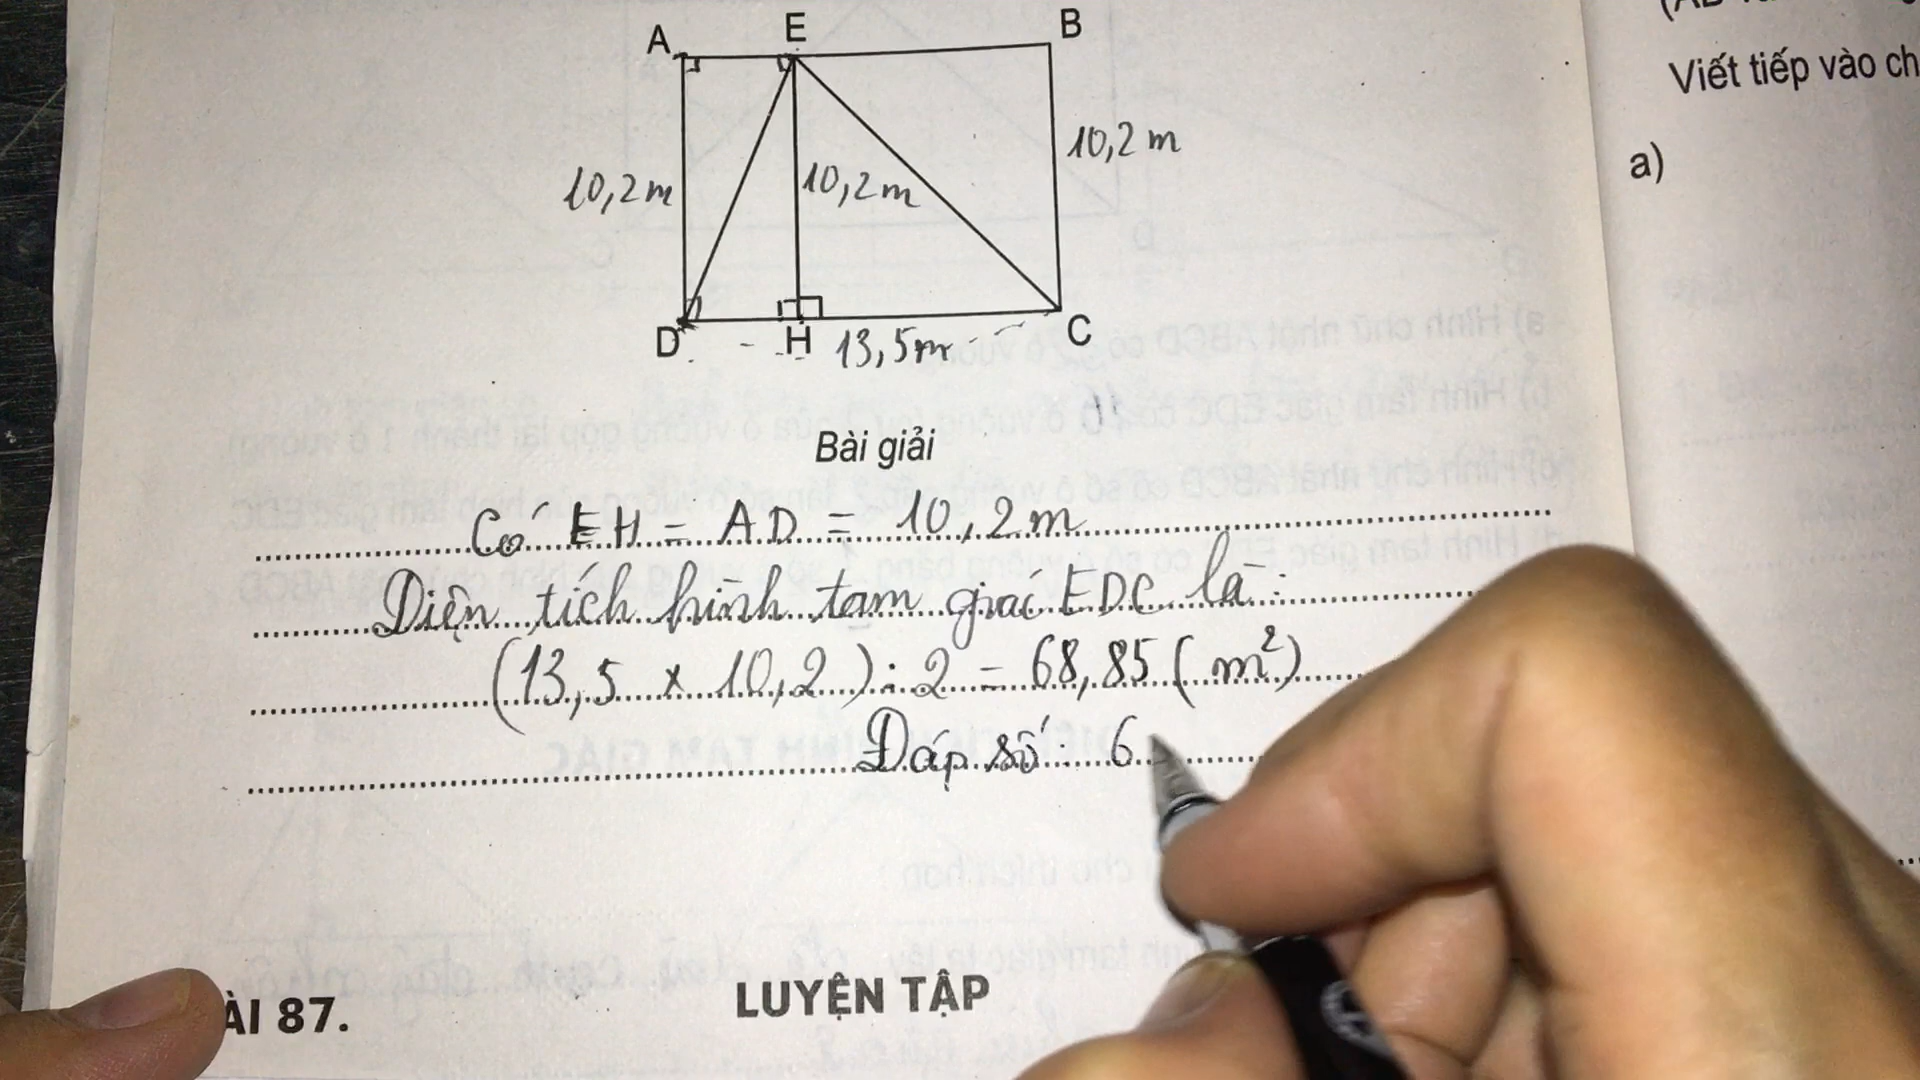 A E B
10,2m 10,2m 10,2m
D H 13,5m C
Bài giải
Có EH = AD = 10,2m
Diện tích hình tam giác EDC là:
(13,5 x 10,2) : 2 = 68,85 (m²)
Đáp số: 6
ÀI 87. LUYỆN TẬP
Viết tiếp vào ch
a)